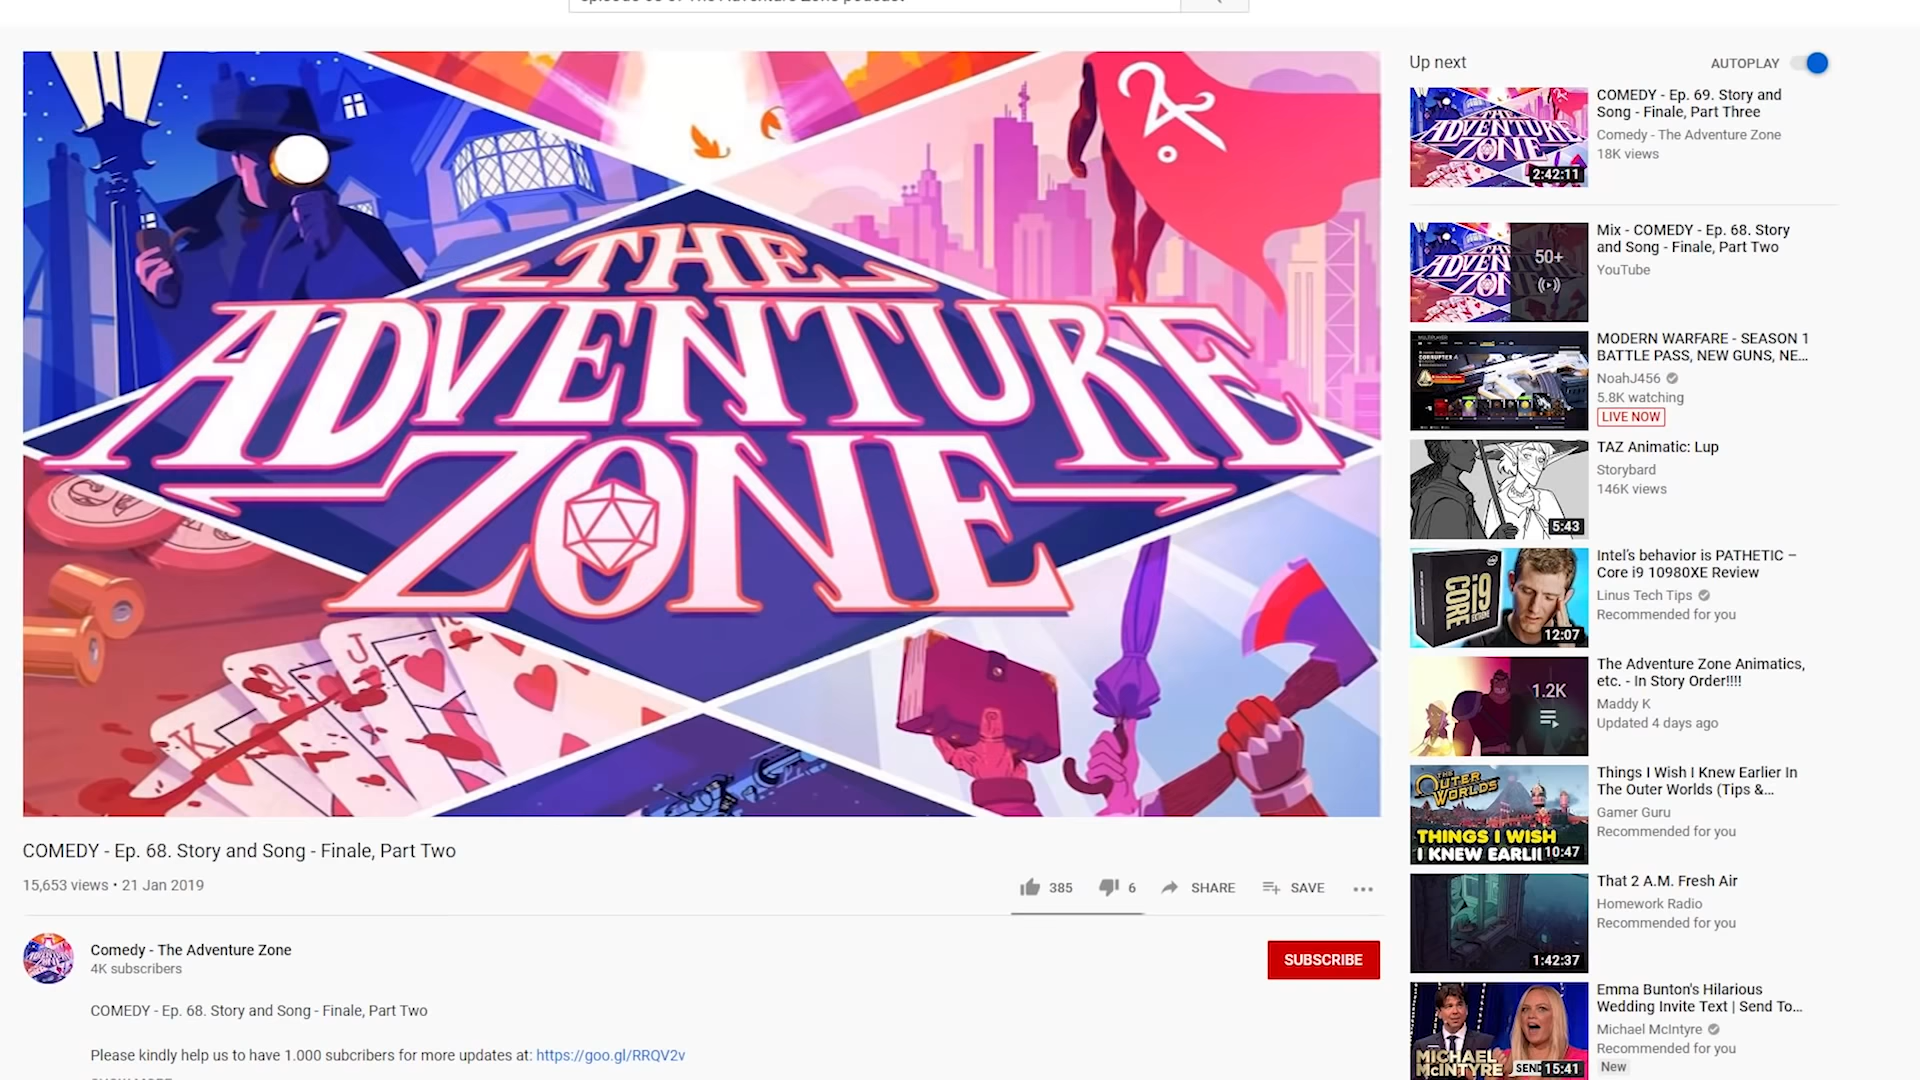 THE
ADVENTURE
ZONE
COMEDY - Ep. 68. Story and Song - Finale, Part Two
15,653 views • 21 Jan 2019
385
6
SHARE
SAVE
Comedy - The Adventure Zone
4K subscribers
SUBSCRIBE
COMEDY - Ep. 68. Story and Song - Finale, Part Two
Please kindly help us to have 1.000 subcribers for more updates at: https://goo.gl/RRQV2v
Up next
AUTOPLAY
ADVENTURE
ZONE
2:42:11
COMEDY - Ep. 69. Story and
Song - Finale, Part Three
Comedy - The Adventure Zone
18K views
50+
Mix - COMEDY - Ep. 68. Story
and Song - Finale, Part Two
YouTube
MODERN WARFARE - SEASON 1
BATTLE PASS, NEW GUNS, NE...
NoahJ456
5.8K watching
LIVE NOW
5:43
TAZ Animatic: Lup
Storybard
146K views
CORE
i9
12:07
Intel's behavior is PATHETIC –
Core i9 10980XE Review
Linus Tech Tips
Recommended for you
1.2K
The Adventure Zone Animatics,
etc. - In Story Order!!!!
Maddy K
Updated 4 days ago
THE
OUTER
WORLDS
THINGS I WISH
I KNEW EARLI
10:47
Things I Wish I Knew Earlier In
The Outer Worlds (Tips &...
Gamer Guru
Recommended for you
1:42:37
That 2 A.M. Fresh Air
Homework Radio
Recommended for you
MICHAEL
McINTYRE
SEND
15:41
Emma Bunton's Hilarious
Wedding Invite Text | Send To...
Michael McIntyre
Recommended for you
New